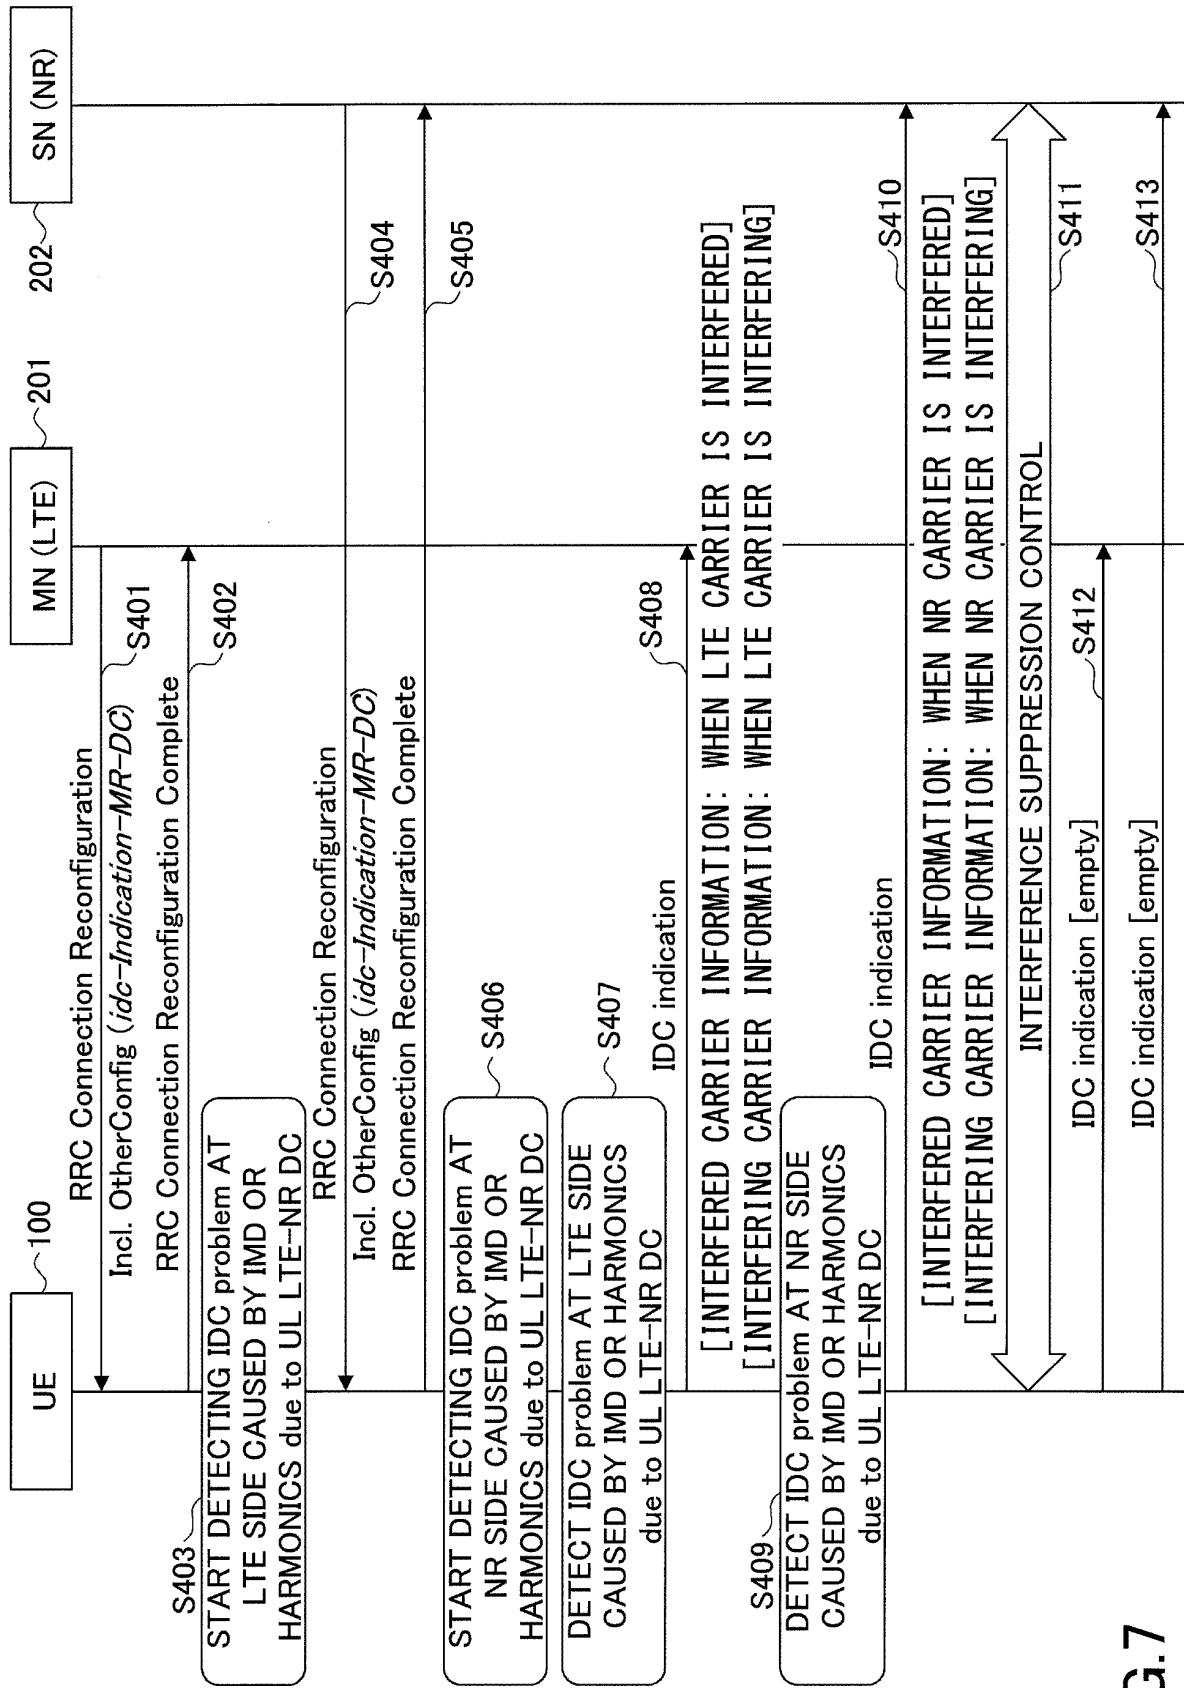 UE
100
MN (LTE)
201
SN (NR)
202
RRC Connection Reconfiguration
Incl. OtherConfig (idc-Indication-MR-DC)
S401
RRC Connection Reconfiguration Complete
S402
S403
START DETECTING IDC problem AT
LTE SIDE CAUSED BY IMD OR
HARMONICS due to UL LTE-NR DC
RRC Connection Reconfiguration
S404
Incl. OtherConfig (idc-Indication-MR-DC)
RRC Connection Reconfiguration Complete
S405
START DETECTING IDC problem AT
NR SIDE CAUSED BY IMD OR
HARMONICS due to UL LTE-NR DC
S406
DETECT IDC problem AT LTE SIDE
CAUSED BY IMD OR HARMONICS
due to UL LTE-NR DC
S407
IDC indication
S408
[INTERFERED CARRIER INFORMATION: WHEN LTE CARRIER IS INTERFERED]
[INTERFERING CARRIER INFORMATION: WHEN LTE CARRIER IS INTERFERING]
S409
DETECT IDC problem AT NR SIDE
CAUSED BY IMD OR HARMONICS
due to UL LTE-NR DC
IDC indication
S410
[INTERFERED CARRIER INFORMATION: WHEN NR CARRIER IS INTERFERED]
[INTERFERING CARRIER INFORMATION: WHEN NR CARRIER IS INTERFERING]
INTERFERENCE SUPPRESSION CONTROL
S411
IDC indication [empty]
S412
IDC indication [empty]
S413
G.7